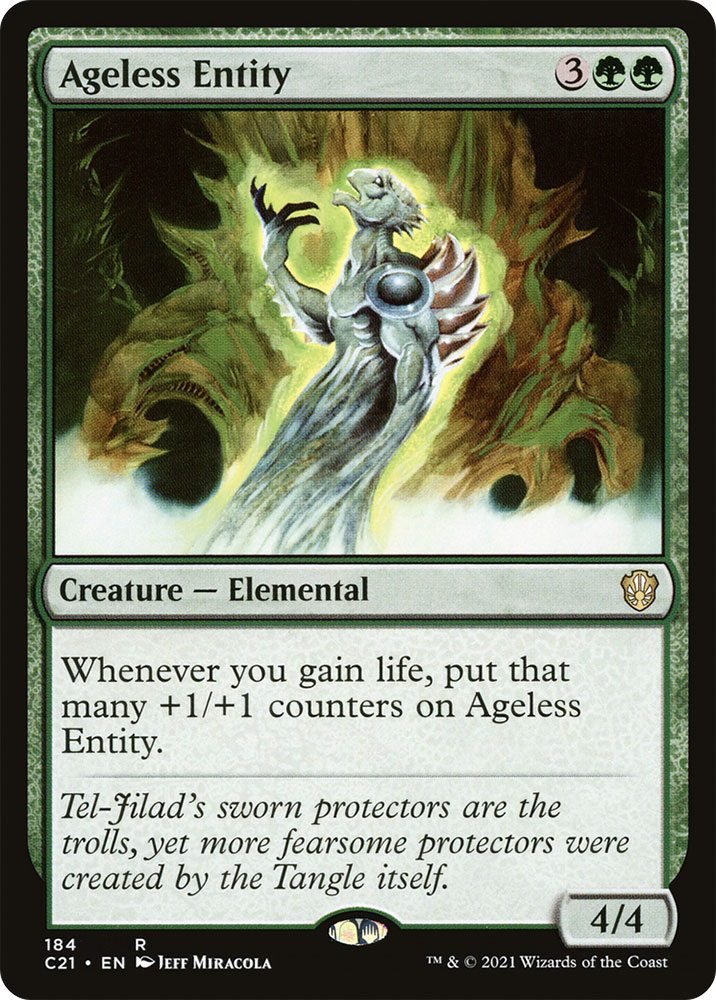 Ageless Entity 3
Creature — Elemental
Whenever you gain life, put that
many +1/+1 counters on Ageless
Entity.
Tel-Jilad's sworn protectors are the
trolls, yet more fearsome protectors were
created by the Tangle itself.
4/4
184 R
C21 • EN Jeff Miracola ™ & © 2021 Wizards of the Coast